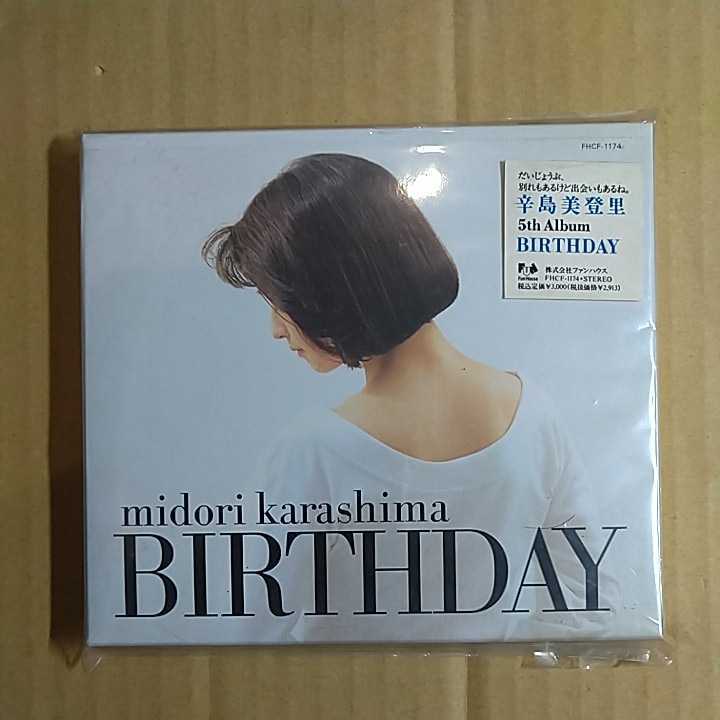 FHCF-1174
だいじょうぶ、
別れもあるけど出会いもあるね。
辛島美登里
5th Album
BIRTHDAY
Fun House
株式会社ファンハウス
FHCF-1174•STEREO
税込定価¥3,000(税抜価格¥2,913)
midori karashima
BIRTHDAY